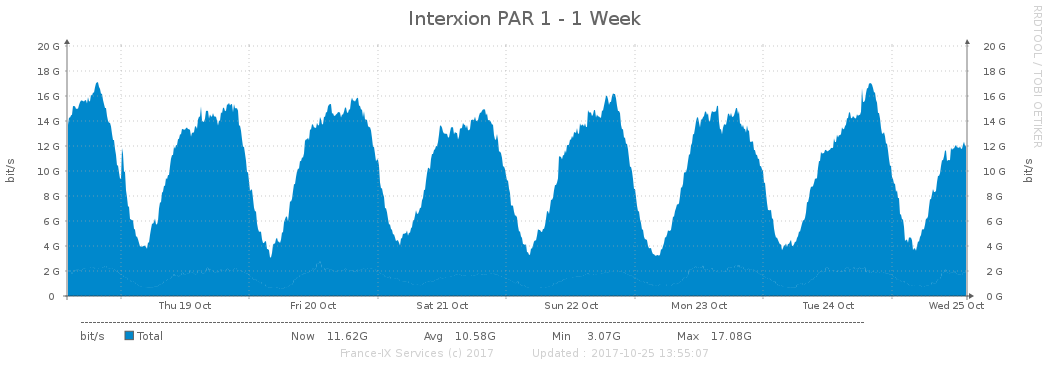 Interxion PAR 1 - 1 Week
RRDTOOL / TOBI OETIKER
20 G 20 G
18 G 18 G
16 G 16 G
14 G 14 G
12 G 12 G
10 G 10 G
8 G 8 G
6 G 6 G
4 G 4 G
2 G 2 G
0 0 G
bit/s
bit/s
Thu 19 Oct Fri 20 Oct Sat 21 Oct Sun 22 Oct Mon 23 Oct Tue 24 Oct Wed 25 Oct
bit/s Total Now 11.62G Avg 10.58G Min 3.07G Max 17.08G
France-IX Services (c) 2017 Updated : 2017-10-25 13:55:07